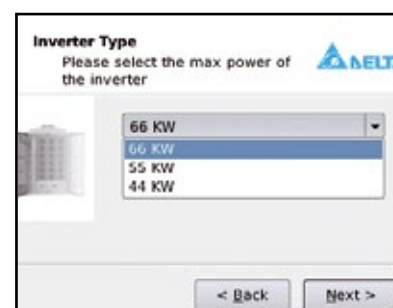 Inverter Type
Please select the max power of
the inverter
66 KW
66 KW
55 KW
44 KW
< Back
Next >